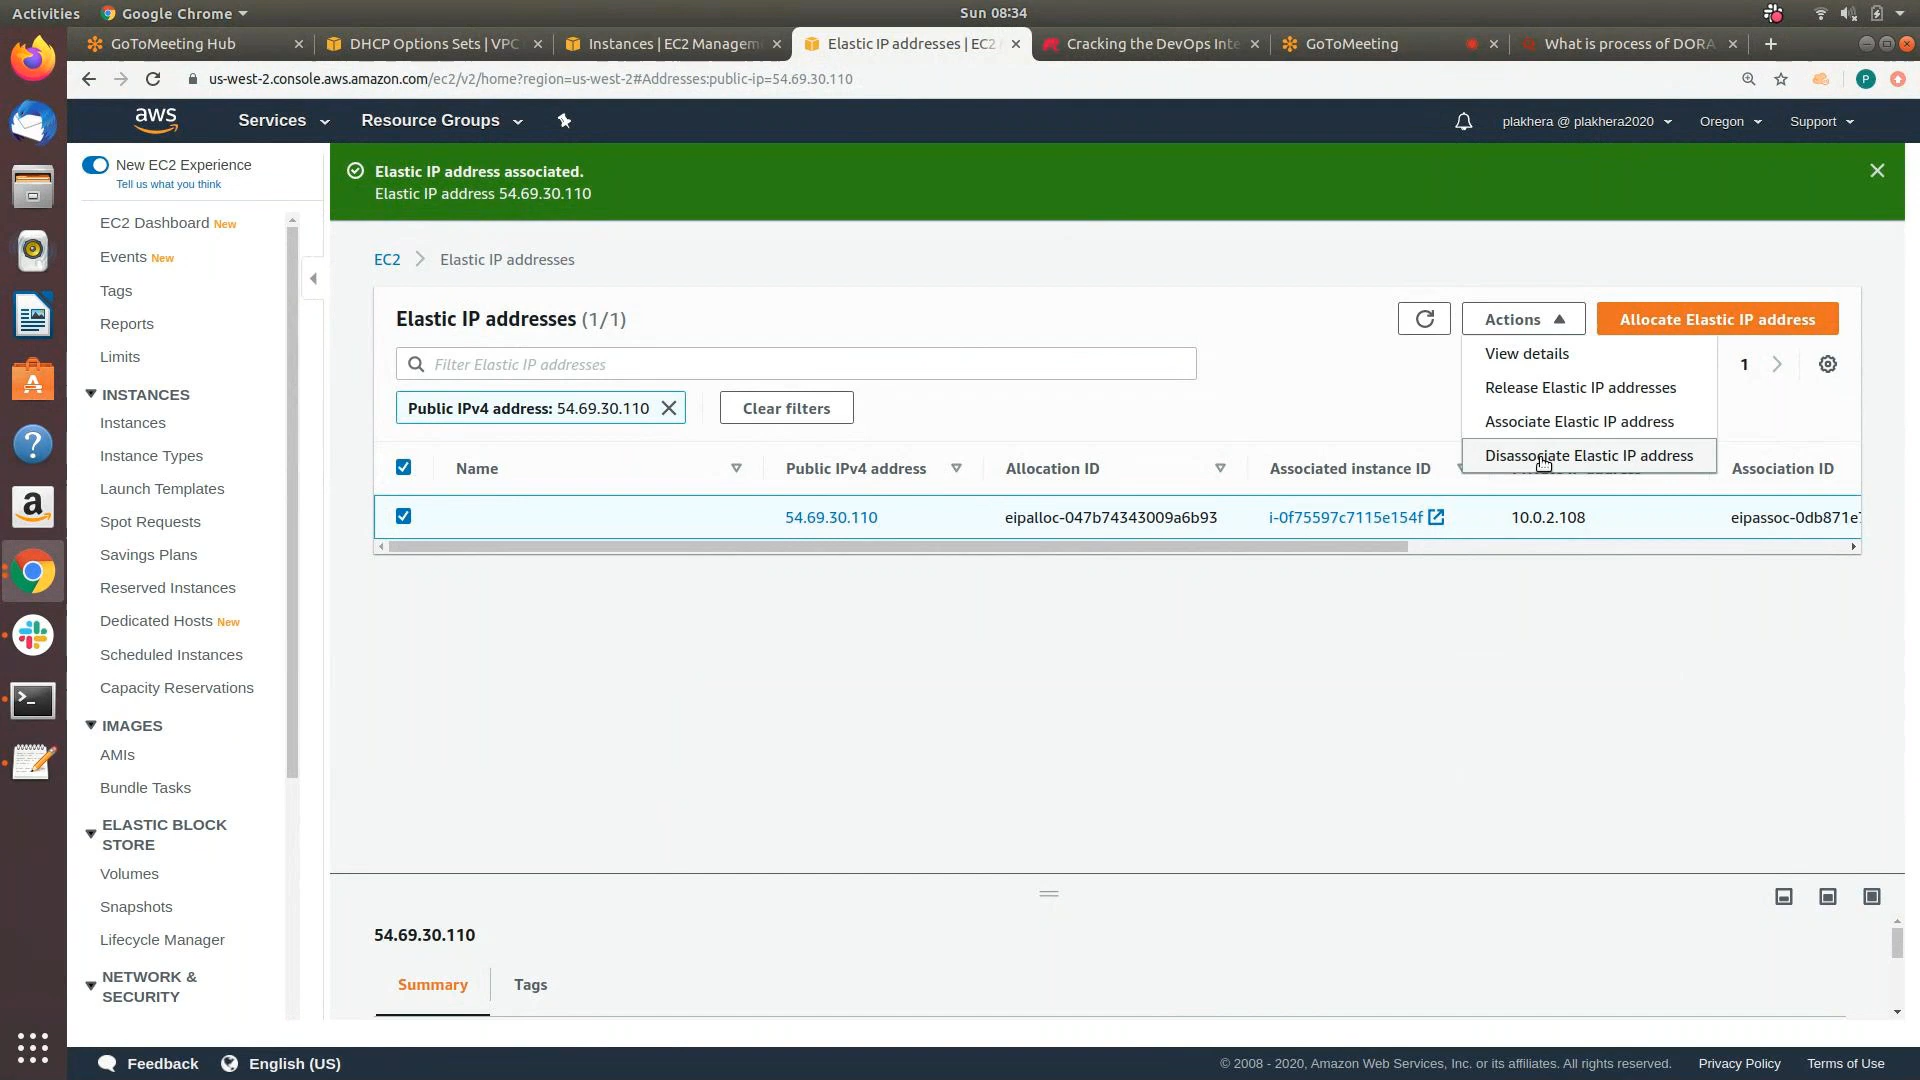 Activities
Google Chrome
Sun 08:34
GoToMeeting Hub
DHCP Options Sets | VPC
Instances | EC2 Managem
Elastic IP addresses | EC2
Cracking the DevOps Inte
GoToMeeting
What is process of DORA
us-west-2.console.aws.amazon.com/ec2/v2/home?region=us-west-2#Addresses:public-ip=54.69.30.110
P
aws
Services
Resource Groups
plakhera @ plakhera2020
Oregon
Support
New EC2 Experience
Tell us what you think
EC2 Dashboard New
Events New
Tags
Reports
Limits
INSTANCES
Instances
Instance Types
Launch Templates
Spot Requests
Savings Plans
Reserved Instances
Dedicated Hosts New
Scheduled Instances
Capacity Reservations
IMAGES
AMIs
Bundle Tasks
ELASTIC BLOCK
STORE
Volumes
Snapshots
Lifecycle Manager
NETWORK &
SECURITY
Elastic IP address associated.
Elastic IP address 54.69.30.110
EC2
Elastic IP addresses
Elastic IP addresses (1/1)
Actions
Allocate Elastic IP address
Filter Elastic IP addresses
1
View details
Release Elastic IP addresses
Associate Elastic IP address
Disassociate Elastic IP address
Public IPv4 address: 54.69.30.110
Clear filters
Name
Public IPv4 address
Allocation ID
Associated instance ID
Association ID
54.69.30.110
eipalloc-047b74343009a6b93
i-0f75597c7115e154f
10.0.2.108
eipassoc-0db871e
54.69.30.110
Summary
Tags
Feedback
English (US)
© 2008 - 2020, Amazon Web Services, Inc. or its affiliates. All rights reserved.
Privacy Policy
Terms of Use